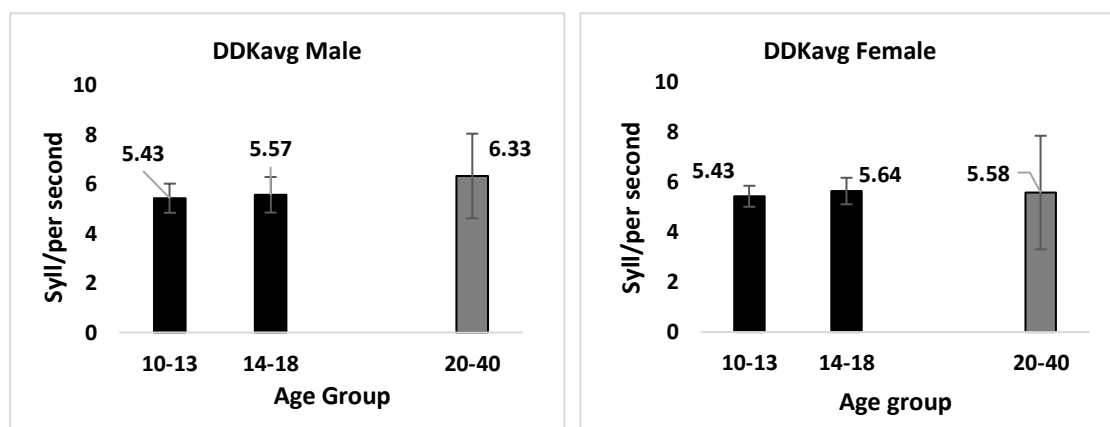 DDKavg Male
10
8
6
4
2
0
Syll/per second
5.43
5.57
6.33
10-13 14-18 20-40
Age Group
DDKavg Female
10
8
6
4
2
0
Syll/per second
5.43
5.64
5.58
10-13 14-18 20-40
Age group